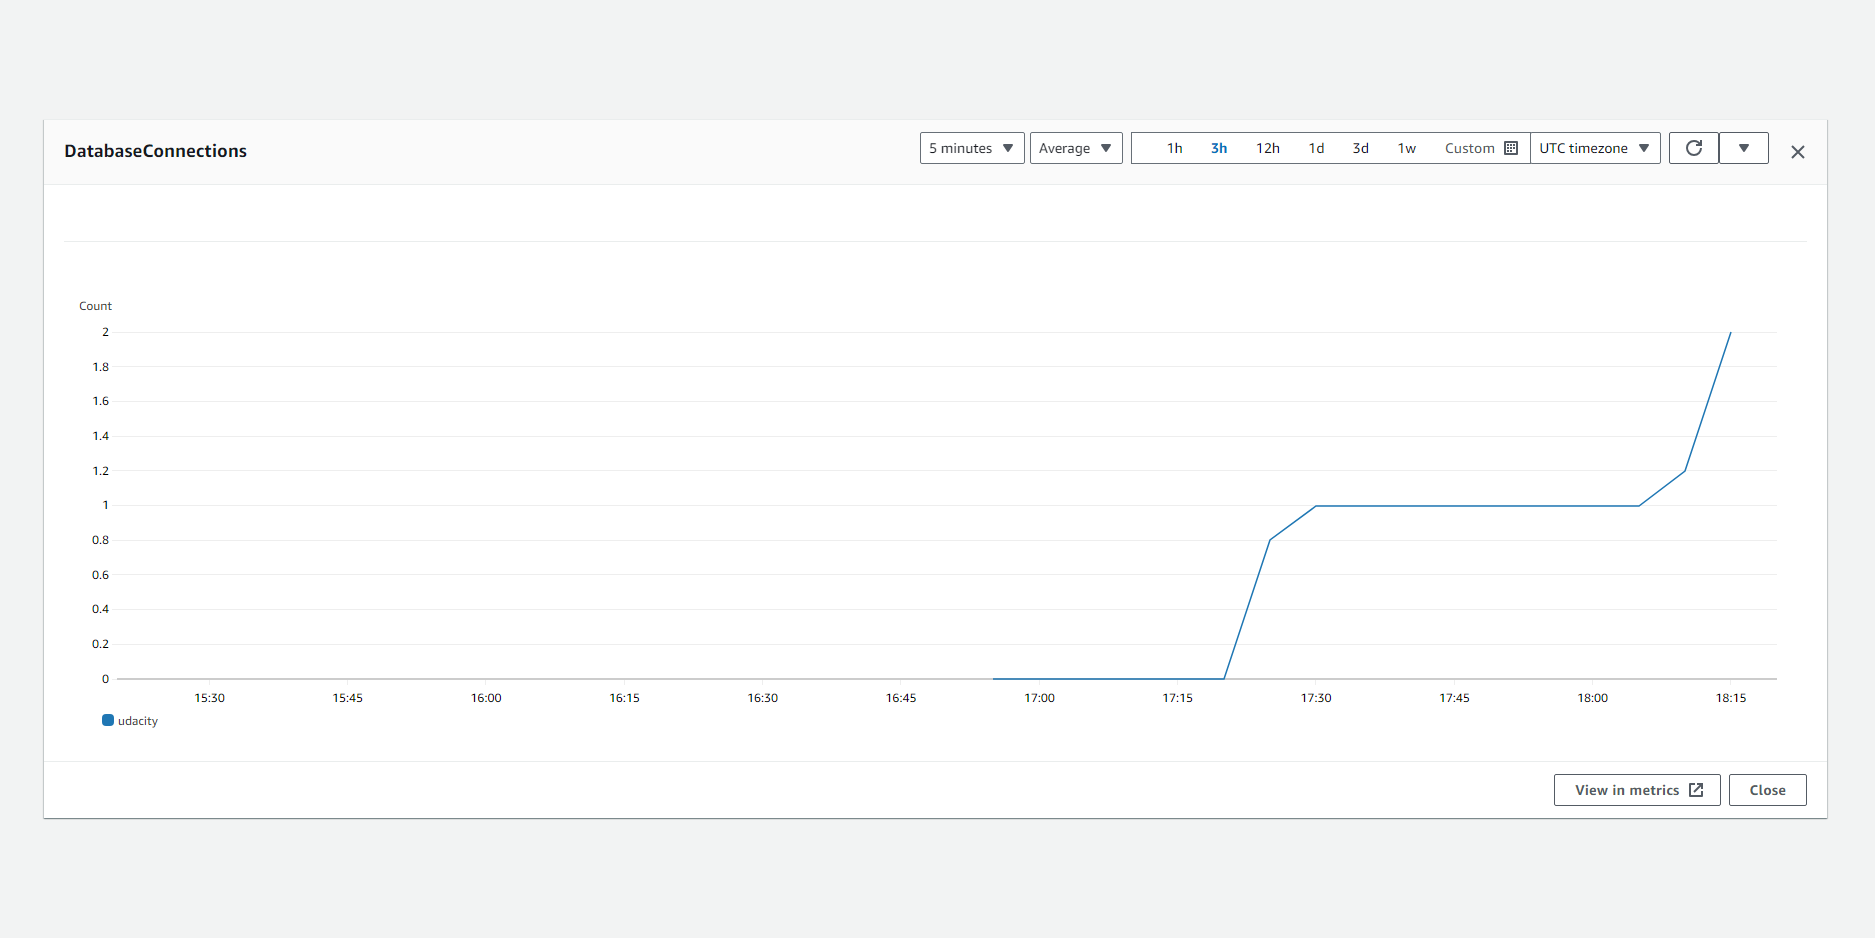 DatabaseConnections
5 minutes Average 1h 3h 12h 1d 3d 1w Custom UTC timezone
Count
2
1.8
1.6
1.4
1.2
1
0.8
0.6
0.4
0.2
0
15:30 15:45 16:00 16:15 16:30 16:45 17:00 17:15 17:30 17:45 18:00 18:15
udacity
View in metrics Close